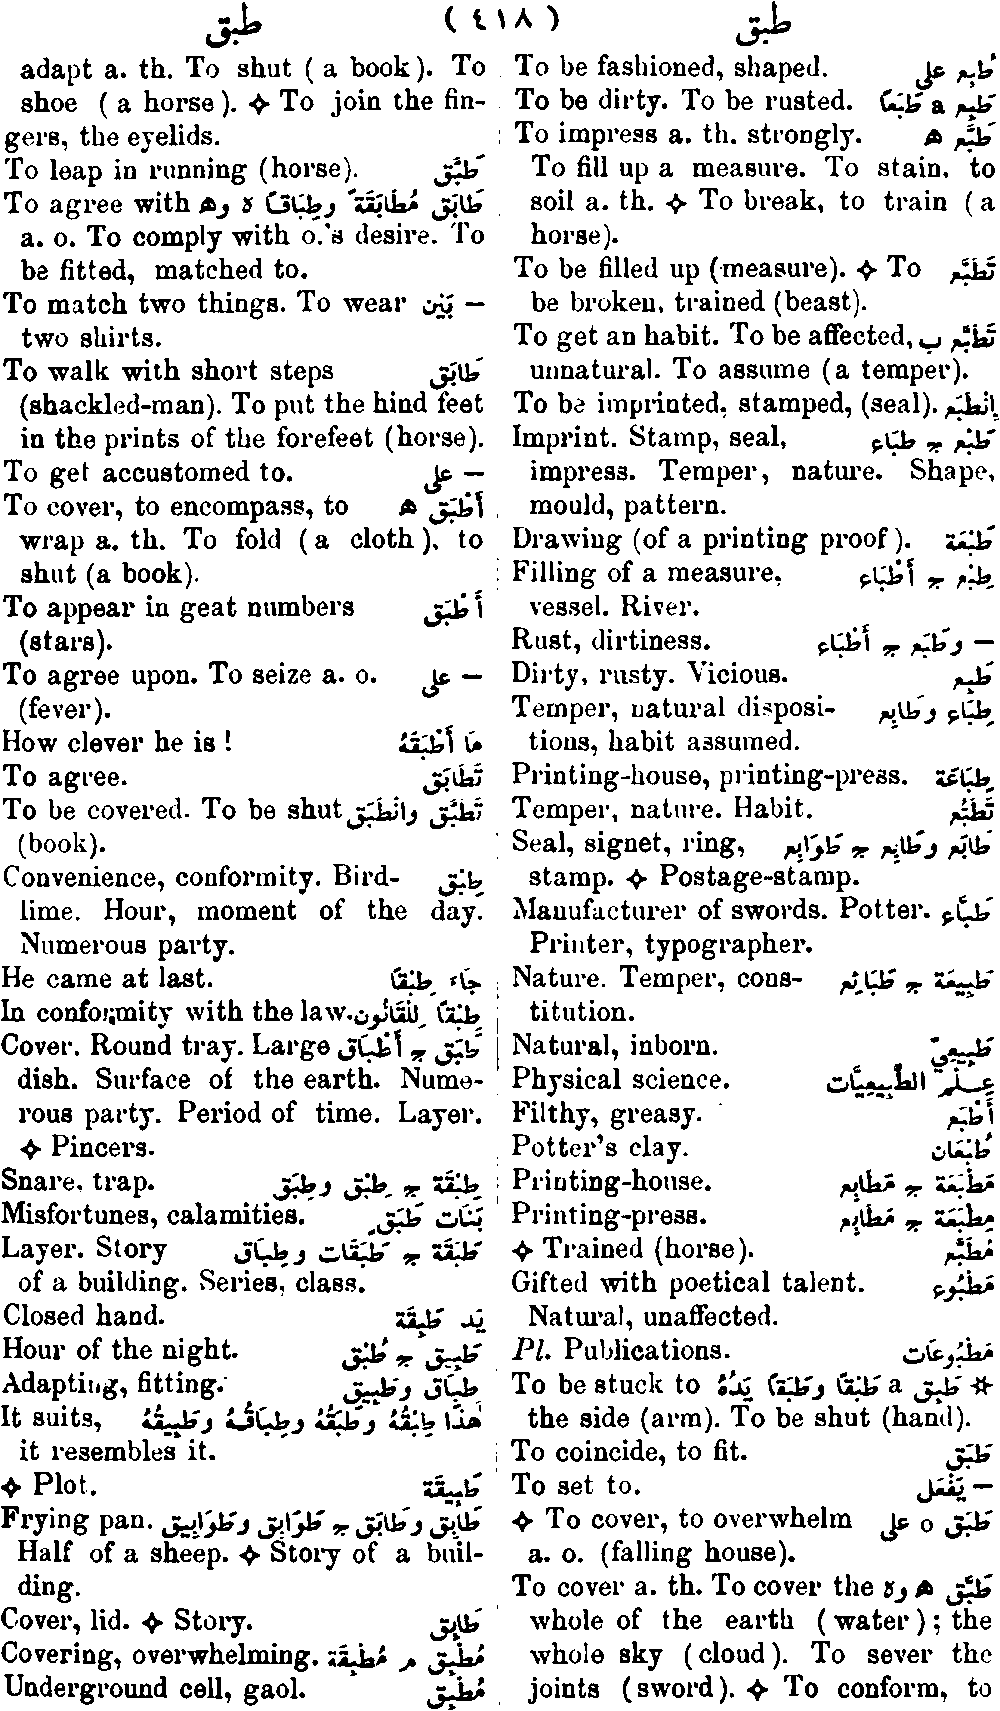 طبق ( ٤١٨ ) طبق
To be fashioned, shaped. طُبِع على
To be dirty. To be rusted. طَبِع a طَبَعًا
To impress a. th. strongly. طَبَّع ه
To fill up a measure. To stain, to
soil a. th. ✧ To break, to train (a
horse).
To be filled up (measure). ✧ To تَطَبَّع
be broken, trained (beast).
To get an habit. To be affected, تَطَبَّع ب
unnatural. To assume (a temper).
To be imprinted, stamped, (seal). إِنْطَبَع
Imprint. Stamp, seal, طَبْع ج طِبَاع
impress. Temper, nature. Shape,
mould, pattern.
Drawing (of a printing proof). طَبْعَة
Filling of a measure, طِبْع ج أَطْبَاع
vessel. River.
Rust, dirtiness. — وطَبَع ج أَطْبَاع
Dirty, rusty. Vicious. طَبِع
Temper, natural disposi- طِبَاع وطَابِع
tions, habit assumed.
Printing-house, printing-press. طِبَاعَة
Temper, nature. Habit. تَطَبُّع
Seal, signet, ring, طَابَع وطَابِع ج طَوَابِع
stamp. ✧ Postage-stamp.
Manufacturer of swords. Potter. طَبَّاع
Printer, typographer.
Nature. Temper, cons- طَبِيعَة ج طَبَائِع
titution.
Natural, inborn. طَبِيعِيّ
Physical science. عِلْم الطَّبِيعِيَّات
Filthy, greasy. أَطْبَع
Potter's clay. طُبْعَان
Printing-house. مَطْبَعَة ج مَطَابِع
Printing-press. مِطْبَعَة ج مَطَابِع
✧ Trained (horse). مُطَبَّع
Gifted with poetical talent. مَطْبُوع
Natural, unaffected.
Pl. Publications. مَطْبُوعَات
To be stuck to ☆ طَبِق a طَبْقًا وطَبَقًا يَدُهُ
the side (arm). To be shut (hand).
To coincide, to fit. طَبَق
To set to. — يَفْعَل
✧ To cover, to overwhelm طَبَق o على
a. o. (falling house).
To cover a. th. To cover the طَبَّق ه وه
whole of the earth (water); the
whole sky (cloud). To sever the
joints (sword). ✧ To conform, to
adapt a. th. To shut (a book). To
shoe (a horse). ✧ To join the fin-
gers, the eyelids.
To leap in running (horse). طَبَّق
To agree with طَابَق مُطَابَقَةً وطِبَاقًا ه وه
a. o. To comply with o.'s desire. To
be fitted, matched to.
To match two things. To wear — بَيْن
two shirts.
To walk with short steps طَابَق
(shackled-man). To put the hind feet
in the prints of the forefeet (horse).
To get accustomed to. — على
To cover, to encompass, to أَطْبَق ه
wrap a. th. To fold (a cloth), to
shut (a book).
To appear in geat numbers أَطْبَق
(stars).
To agree upon. To seize a. o. — على
(fever).
How clever he is ! مَا أَطْبَقَهُ
To agree. تَطَابَق
To be covered. To be shut تَطَبَّق وانْطَبَق
(book).
Convenience, conformity. Bird- طِبْق
lime. Hour, moment of the day.
Numerous party.
He came at last. جَاء طِبْقًا
In conformity with the law. طِبْقًا لِلْقَانُون
Cover. Round tray. Large طَبَق ج أَطْبَاق
dish. Surface of the earth. Nume-
rous party. Period of time. Layer.
✧ Pincers.
Snare, trap. طِبْقَة ج طِبْق وطِبَق
Misfortunes, calamities. بَنَات طَبَق
Layer. Story طَبَقَة ج طَبَقَات وطِبَاق
of a building. Series, class.
Closed hand. يَد طَبِقَة
Hour of the night. طَبِيق ج طُبْق
Adapting, fitting. طِبَاق وطَبِيق
It suits, هٰذَا طِبْقُهُ وطَبَقُهُ وطِبَاقُهُ وطَبِيقُهُ
it resembles it.
✧ Plot. طَبِيقَة
Frying pan. طَابِق وطَابَق ج طَوَابِق وطَوَابِيق
Half of a sheep. ✧ Story of a buil-
ding.
Cover, lid. ✧ Story. طَابِق
Covering, overwhelming. مُطْبِق م مُطْبِقَة
Underground cell, gaol. مُطْبِق